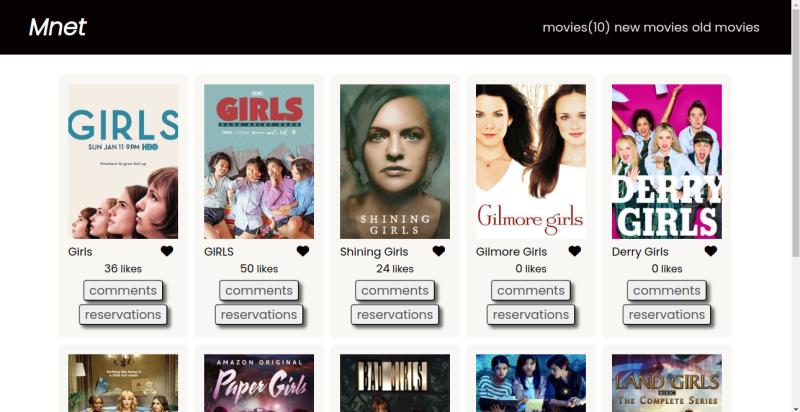 Mnet
movies(10) new movies old movies
GIRLS
SUN JAN 11 9PM HBO
Nowhere to grow but up
GIRLS
SHINING
GIRLS
Gilmore girls
DERRY
GIRLS
Girls
GIRLS
Shining Girls
Gilmore Girls
Derry Girls
36 likes
50 likes
24 likes
0 likes
0 likes
comments
comments
comments
comments
comments
reservations
reservations
reservations
reservations
reservations
AMAZON ORIGINAL
Paper Girls
BAD GIRLS
LAND GIRLS
BBC
THE COMPLETE SERIES